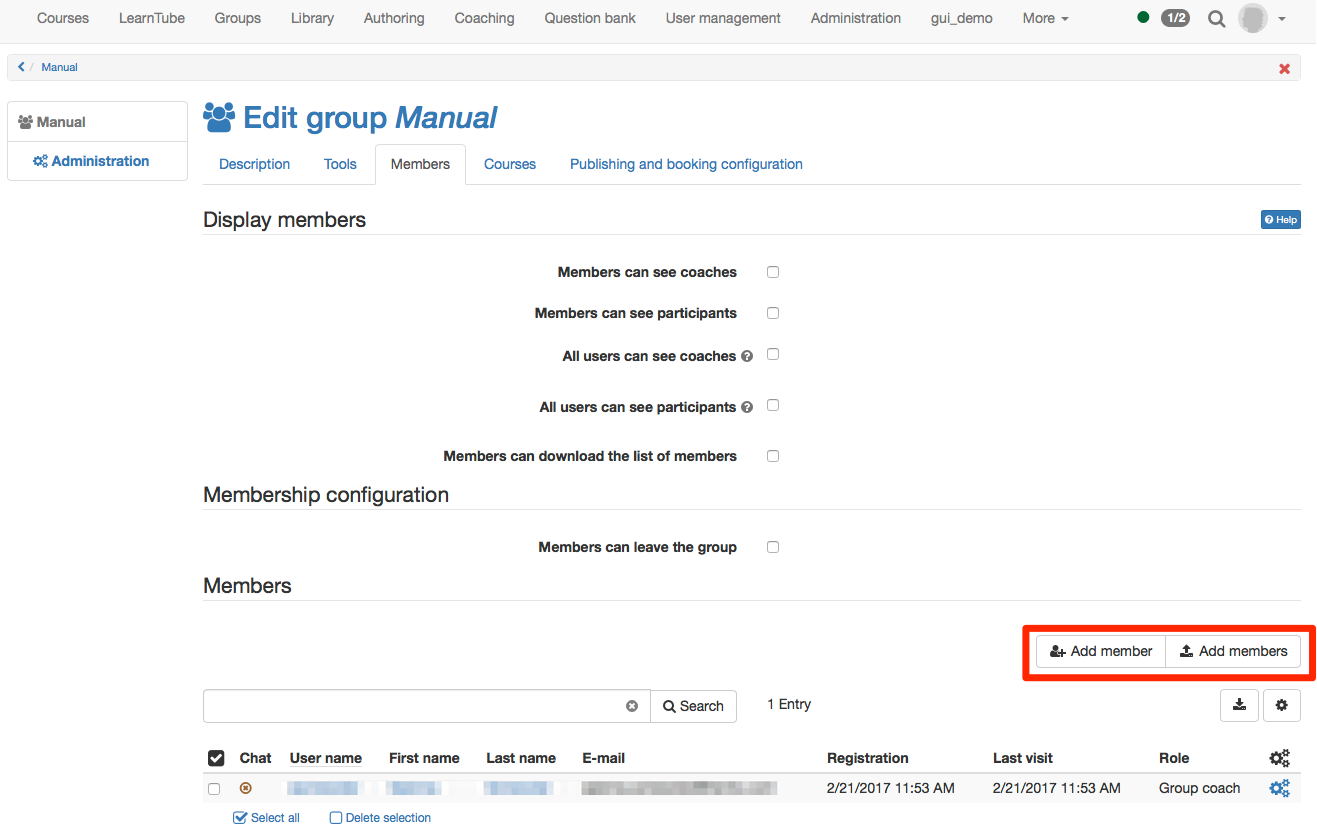 Courses LearnTube Groups Library Authoring Coaching Question bank User management Administration gui_demo More 1/2
/ Manual
Manual
Administration
Edit group Manual
Description Tools Members Courses Publishing and booking configuration
Display members Help
Members can see coaches
Members can see participants
All users can see coaches
All users can see participants
Members can download the list of members
Membership configuration
Members can leave the group
Members
Add member Add members
Search 1 Entry
Chat User name First name Last name E-mail Registration Last visit Role
2/21/2017 11:53 AM 2/21/2017 11:53 AM Group coach
Select all Delete selection